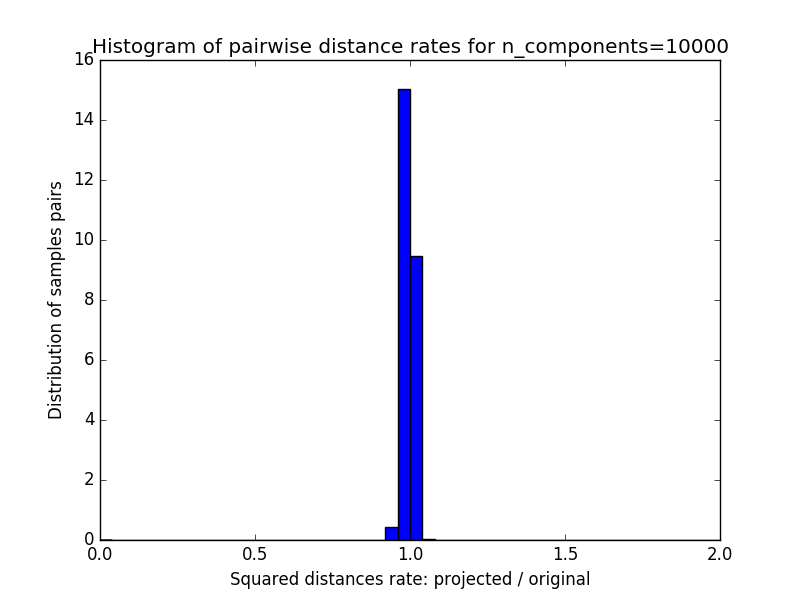 Histogram of pairwise distance rates for n_components=10000
16
14
12
10
8
6
4
2
0
Distribution of samples pairs
0.0 0.5 1.0 1.5 2.0
Squared distances rate: projected / original